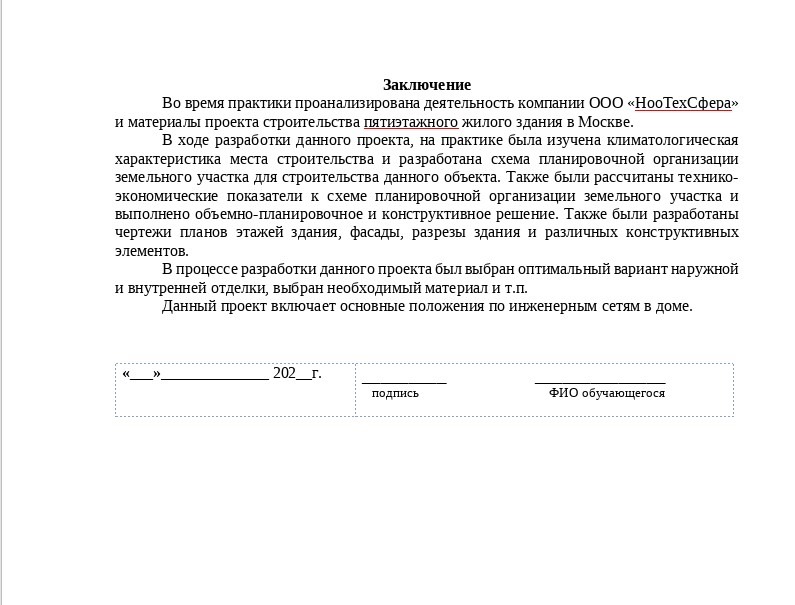 Заключение
Во время практики проанализирована деятельность компании ООО «НооТехСфера»
и материалы проекта строительства пятиэтажного жилого здания в Москве.
В ходе разработки данного проекта, на практике была изучена климатологическая
характеристика места строительства и разработана схема планировочной организации
земельного участка для строительства данного объекта. Также были рассчитаны технико-
экономические показатели к схеме планировочной организации земельного участка и
выполнено объемно-планировочное и конструктивное решение. Также были разработаны
чертежи планов этажей здания, фасады, разрезы здания и различных конструктивных
элементов.
В процессе разработки данного проекта был выбран оптимальный вариант наружной
и внутренней отделки, выбран необходимый материал и т.п.
Данный проект включает основные положения по инженерным сетям в доме.
«___»______________ 202__г.
подпись ФИО обучающегося